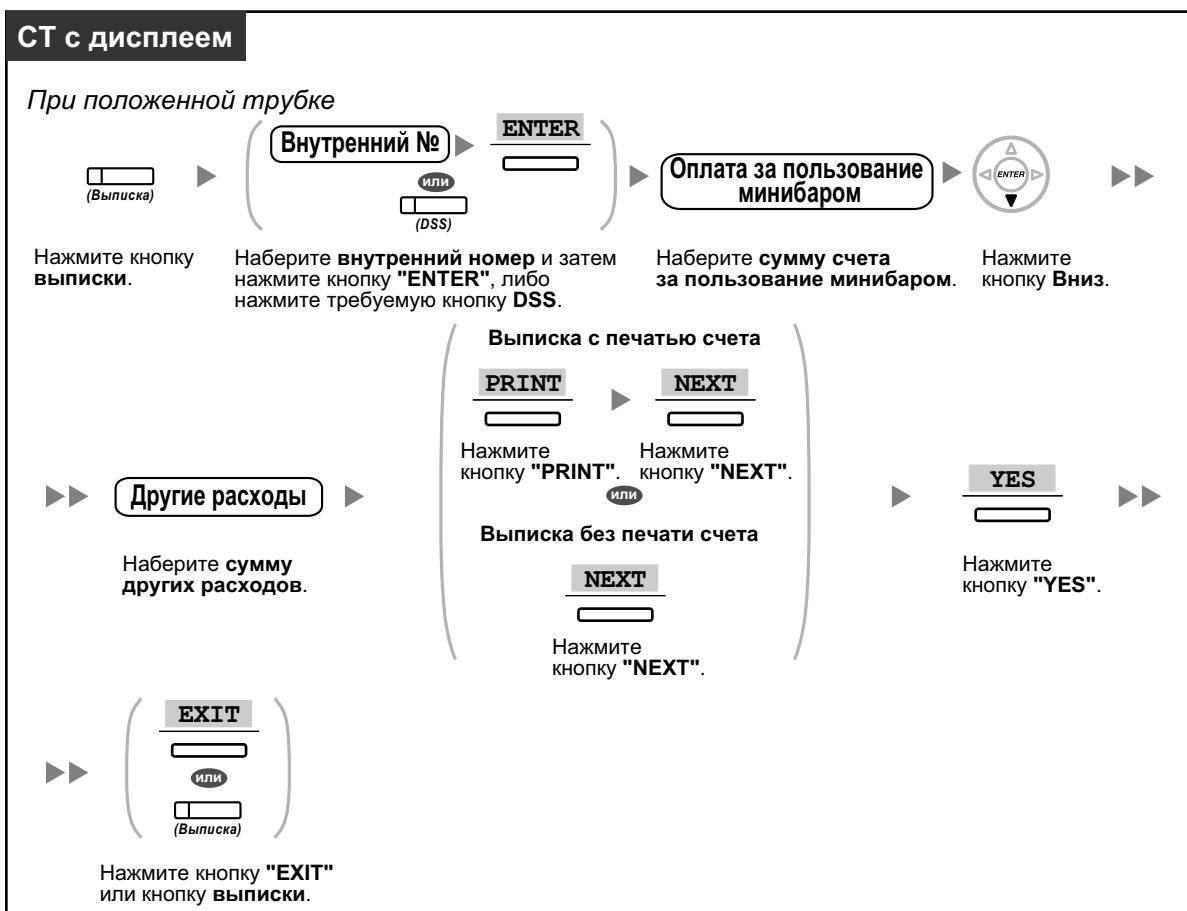 СТ с дисплеем
При положенной трубке
(Выписка)
Внутренний №
ENTER
или
(DSS)
Оплата за пользование
минибаром
ENTER
Нажмите кнопку
выписки.
Наберите внутренний номер и затем
нажмите кнопку "ENTER", либо
нажмите требуемую кнопку DSS.
Наберите сумму счета
за пользование минибаром.
Нажмите
кнопку Вниз.
Другие расходы
Наберите сумму
других расходов.
Выписка с печатью счета
PRINT
NEXT
Нажмите
кнопку "PRINT".
Нажмите
кнопку "NEXT".
или
Выписка без печати счета
NEXT
Нажмите
кнопку "NEXT".
YES
Нажмите
кнопку "YES".
EXIT
или
(Выписка)
Нажмите кнопку "EXIT"
или кнопку выписки.